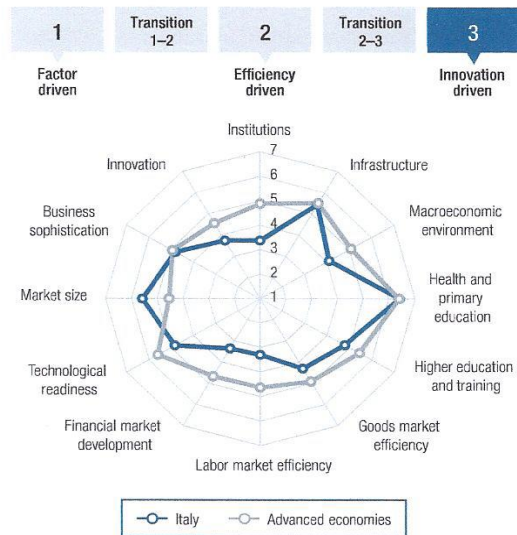 1
Transition
1–2
2
Transition
2–3
3
Factor
driven
Efficiency
driven
Innovation
driven
Institutions
7
Innovation
6
Infrastructure
5
Business
sophistication
4
Macroeconomic
environment
3
2
Market size
1
Health and
primary
education
Technological
readiness
Higher education
and training
Financial market
development
Goods market
efficiency
Labor market efficiency
Italy
Advanced economies